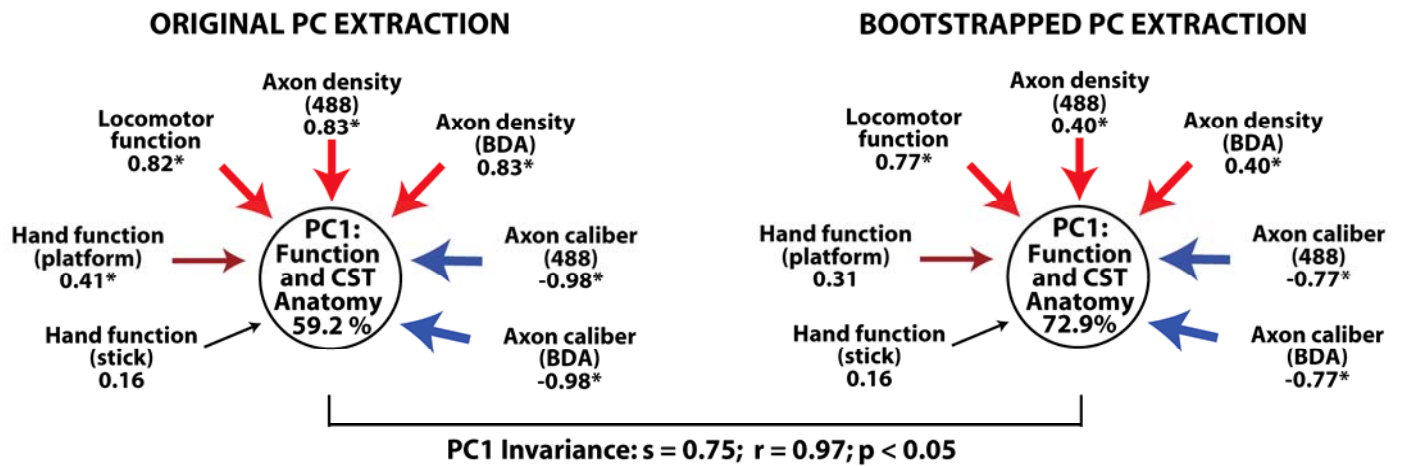 ORIGINAL PC EXTRACTION
Axon density
(488)
0.83*
Locomotor
function
0.82*
Axon density
(BDA)
0.83*
Hand function
(platform)
0.41*
PC1:
Function
and CST
Anatomy
59.2 %
Axon caliber
(488)
-0.98*
Hand function
(stick)
0.16
Axon caliber
(BDA)
-0.98*
BOOTSTRAPPED PC EXTRACTION
Axon density
(488)
0.40*
Locomotor
function
0.77*
Axon density
(BDA)
0.40*
Hand function
(platform)
0.31
PC1:
Function
and CST
Anatomy
72.9%
Axon caliber
(488)
-0.77*
Hand function
(stick)
0.16
Axon caliber
(BDA)
-0.77*
PC1 Invariance: s = 0.75; r = 0.97; p < 0.05